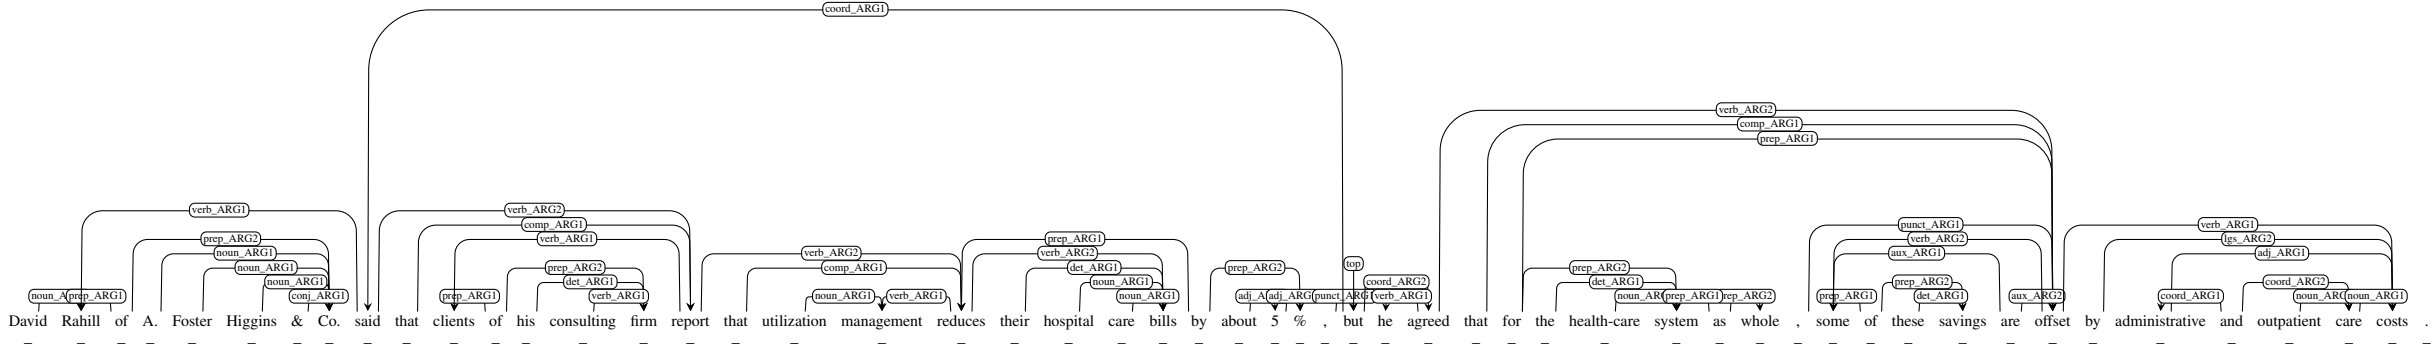 coord_ARG1
verb_ARG2
comp_ARG1
prep_ARG1
verb_ARG1 verb_ARG2
comp_ARG1 punct_ARG1 verb_ARG1
prep_ARG2 verb_ARG1 prep_ARG1 verb_ARG2 lgs_ARG2
noun_ARG1 verb_ARG2 verb_ARG2 aux_ARG1 adj_ARG1
noun_ARG1 prep_ARG2 comp_ARG1 det_ARG1 prep_ARG2 top prep_ARG2
noun_ARG1 det_ARG1 noun_ARG1 coord_ARG2 det_ARG1 prep_ARG2 coord_ARG2
prep_ARG1 conj_ARG1 prep_ARG1 verb_ARG1 noun_ARG1 verb_ARG1 noun_ARG1 verb_ARG1 prep_ARG1 prep_ARG1 det_ARG1 aux_ARG2 coord_ARG1 noun_ARG1
David Rahill of A. Foster Higgins & Co. said that clients of his consulting firm report that utilization management reduces their hospital care bills by about 5 % , but he agreed that for the health-care system as whole , some of these savings are offset by administrative and outpatient care costs .